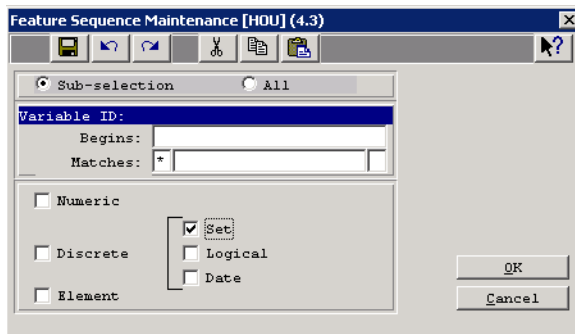 Feature Sequence Maintenance [HOU] (4.3)
Sub-selection All
Variable ID:
Begins:
Matches: *
Numeric
Set
Discrete Logical
Date
Element
OK
Cancel